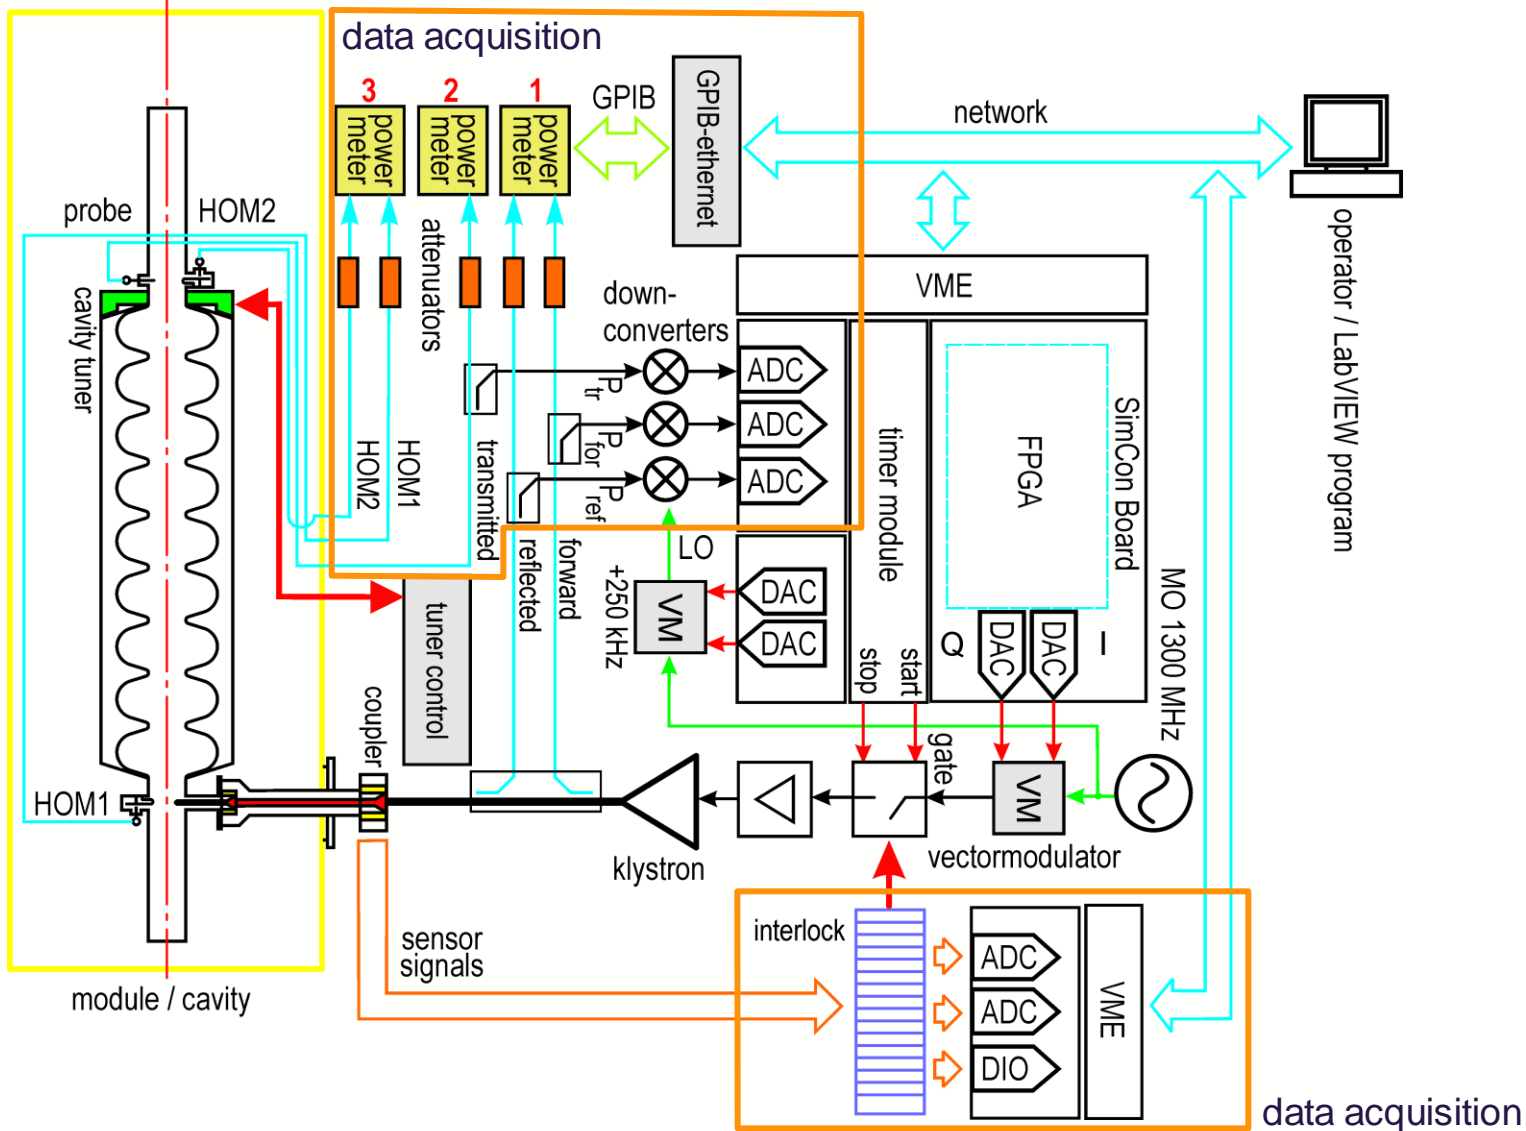 data acquisition
3
2
1
power
meter
power
meter
power
meter
GPIB
GPIB-ethernet
network
operator / LabVIEW program
probe
HOM2
attenuators
cavity tuner
down-
converters
VME
ADC
ADC
ADC
P tr
P for
P ref
timer module
FPGA
SimCon Board
HOM2
HOM1
transmitted
reflected
forward
LO
+250 kHz
VM
DAC
DAC
stop
start
Q
DAC
DAC
I
MO 1300 MHz
tuner control
coupler
gate
HOM1
klystron
VM
vectormodulator
module / cavity
sensor
signals
interlock
ADC
ADC
DIO
VME
data acquisition